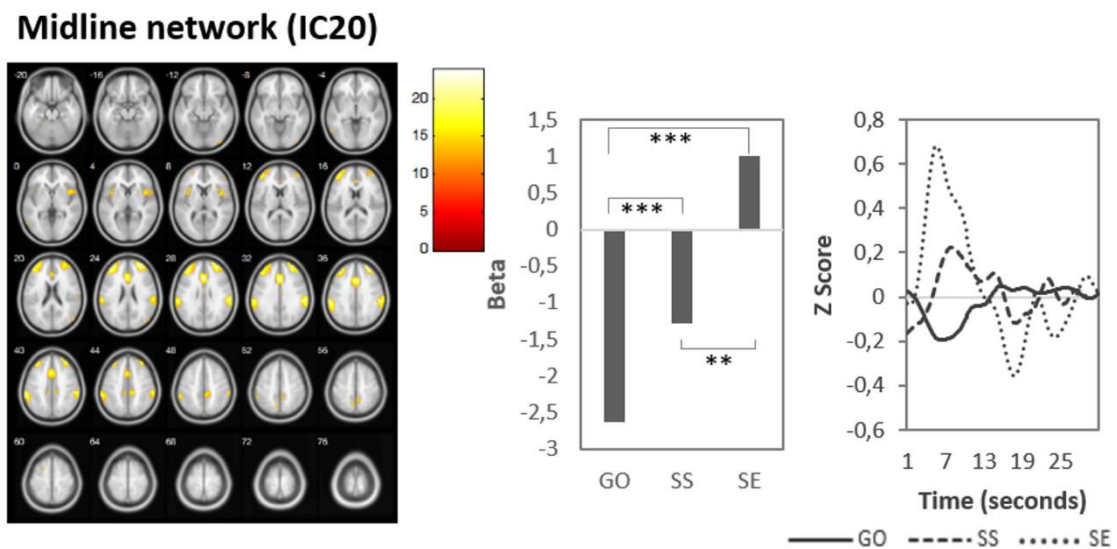 Midline network (IC20)
-20 -16 -12 -8 -4
0 4 8 12 16
20 24 28 32 36
40 44 48 52 56
60 64 68 72 76
20
15
10
5
0
Beta
1,5
1
0,5
0
-0,5
-1
-1,5
-2
-2,5
-3
***
***
**
GO SS SE
Z Score
0,8
0,6
0,4
0,2
0
-0,2
-0,4
-0,6
1 7 13 19 25
Time (seconds)
GO SS SE